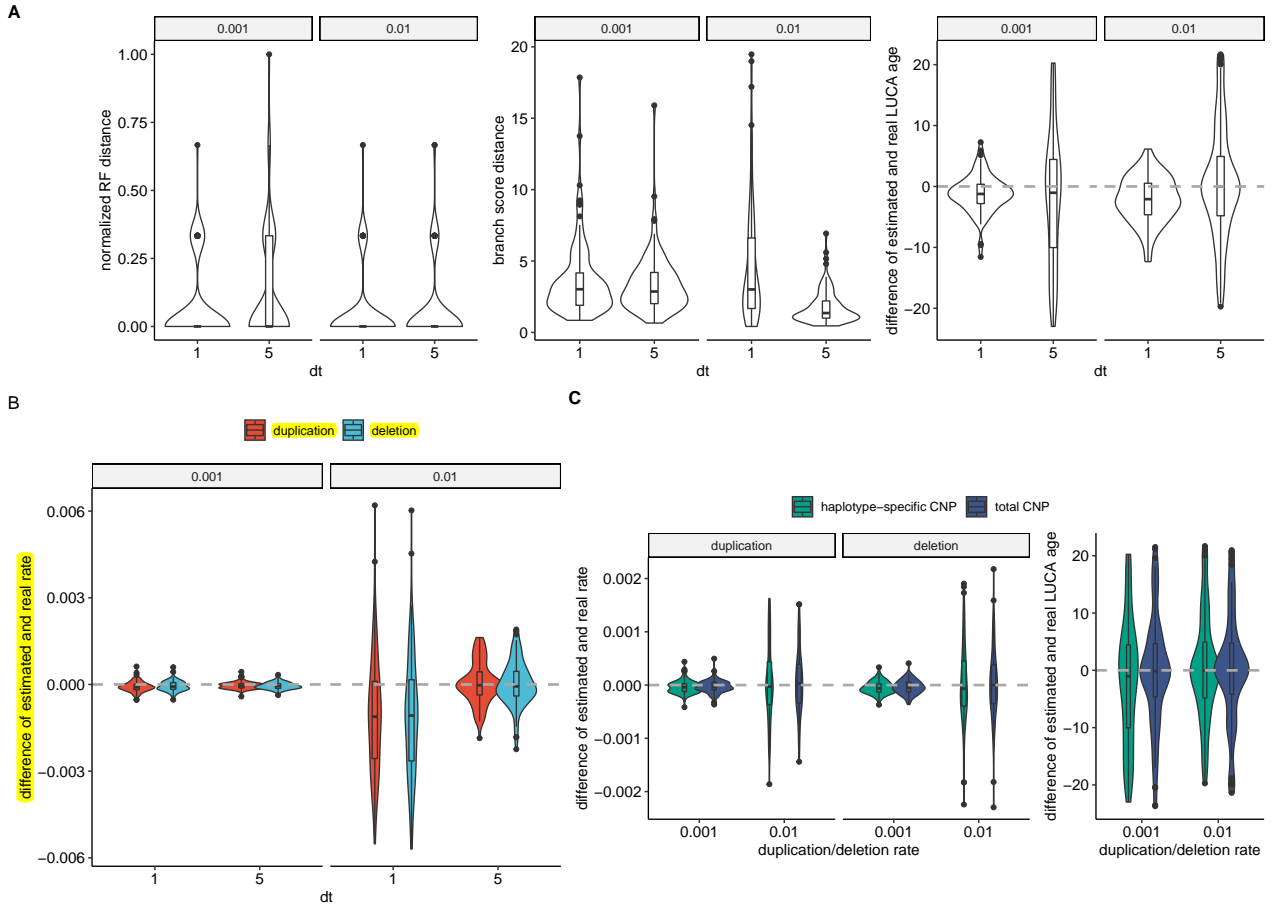 A
0.001
0.01
1.00
0.75
0.50
0.25
0.00
normalized RF distance
1
5
1
5
dt
0.001
0.01
20
15
10
5
0
branch score distance
1
5
1
5
dt
0.001
0.01
20
10
0
−10
−20
difference of estimated and real LUCA age
1
5
1
5
dt
B
duplication
deletion
0.001
0.01
0.006
0.003
0.000
−0.003
−0.006
difference of estimated and real rate
1
5
1
5
dt
C
haplotype−specific CNP
total CNP
duplication
deletion
0.002
0.001
0.000
−0.001
−0.002
difference of estimated and real rate
0.001
0.01
0.001
0.01
duplication/deletion rate
20
10
0
−10
−20
difference of estimated and real LUCA age
0.001
0.01
duplication/deletion rate